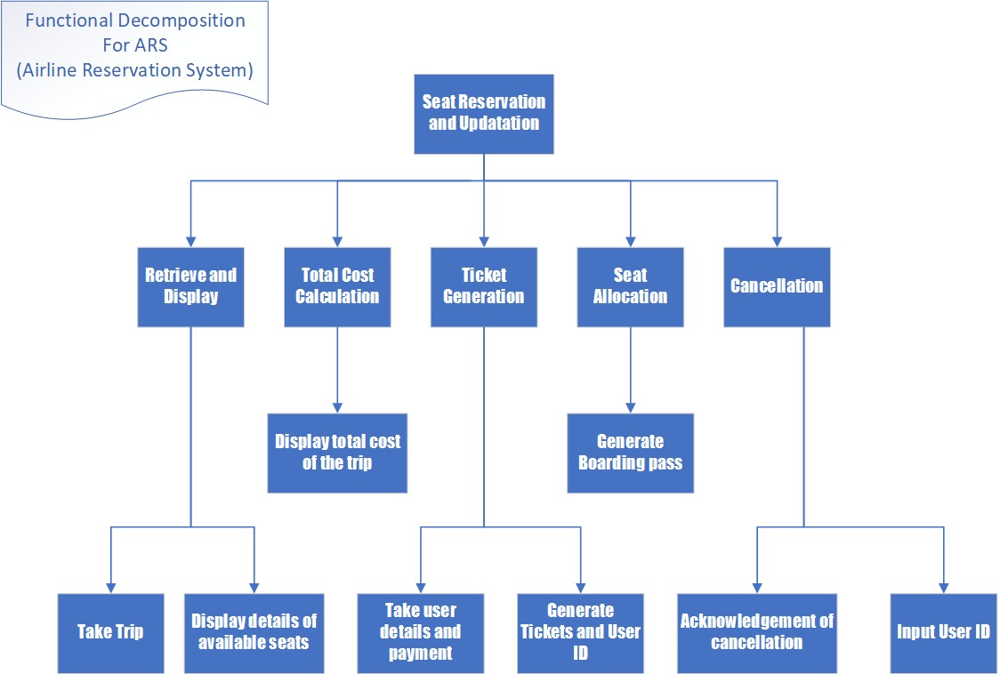 Functional Decomposition
For ARS
(Airline Reservation System)
Seat Reservation
and Updatation
Retrieve and
Display
Total Cost
Calculation
Ticket
Generation
Seat
Allocation
Cancellation
Display total cost
of the trip
Generate
Boarding pass
Take Trip
Display details of
available seats
Take user
details and
payment
Generate
Tickets and User
ID
Acknowledgement of
cancellation
Input User ID